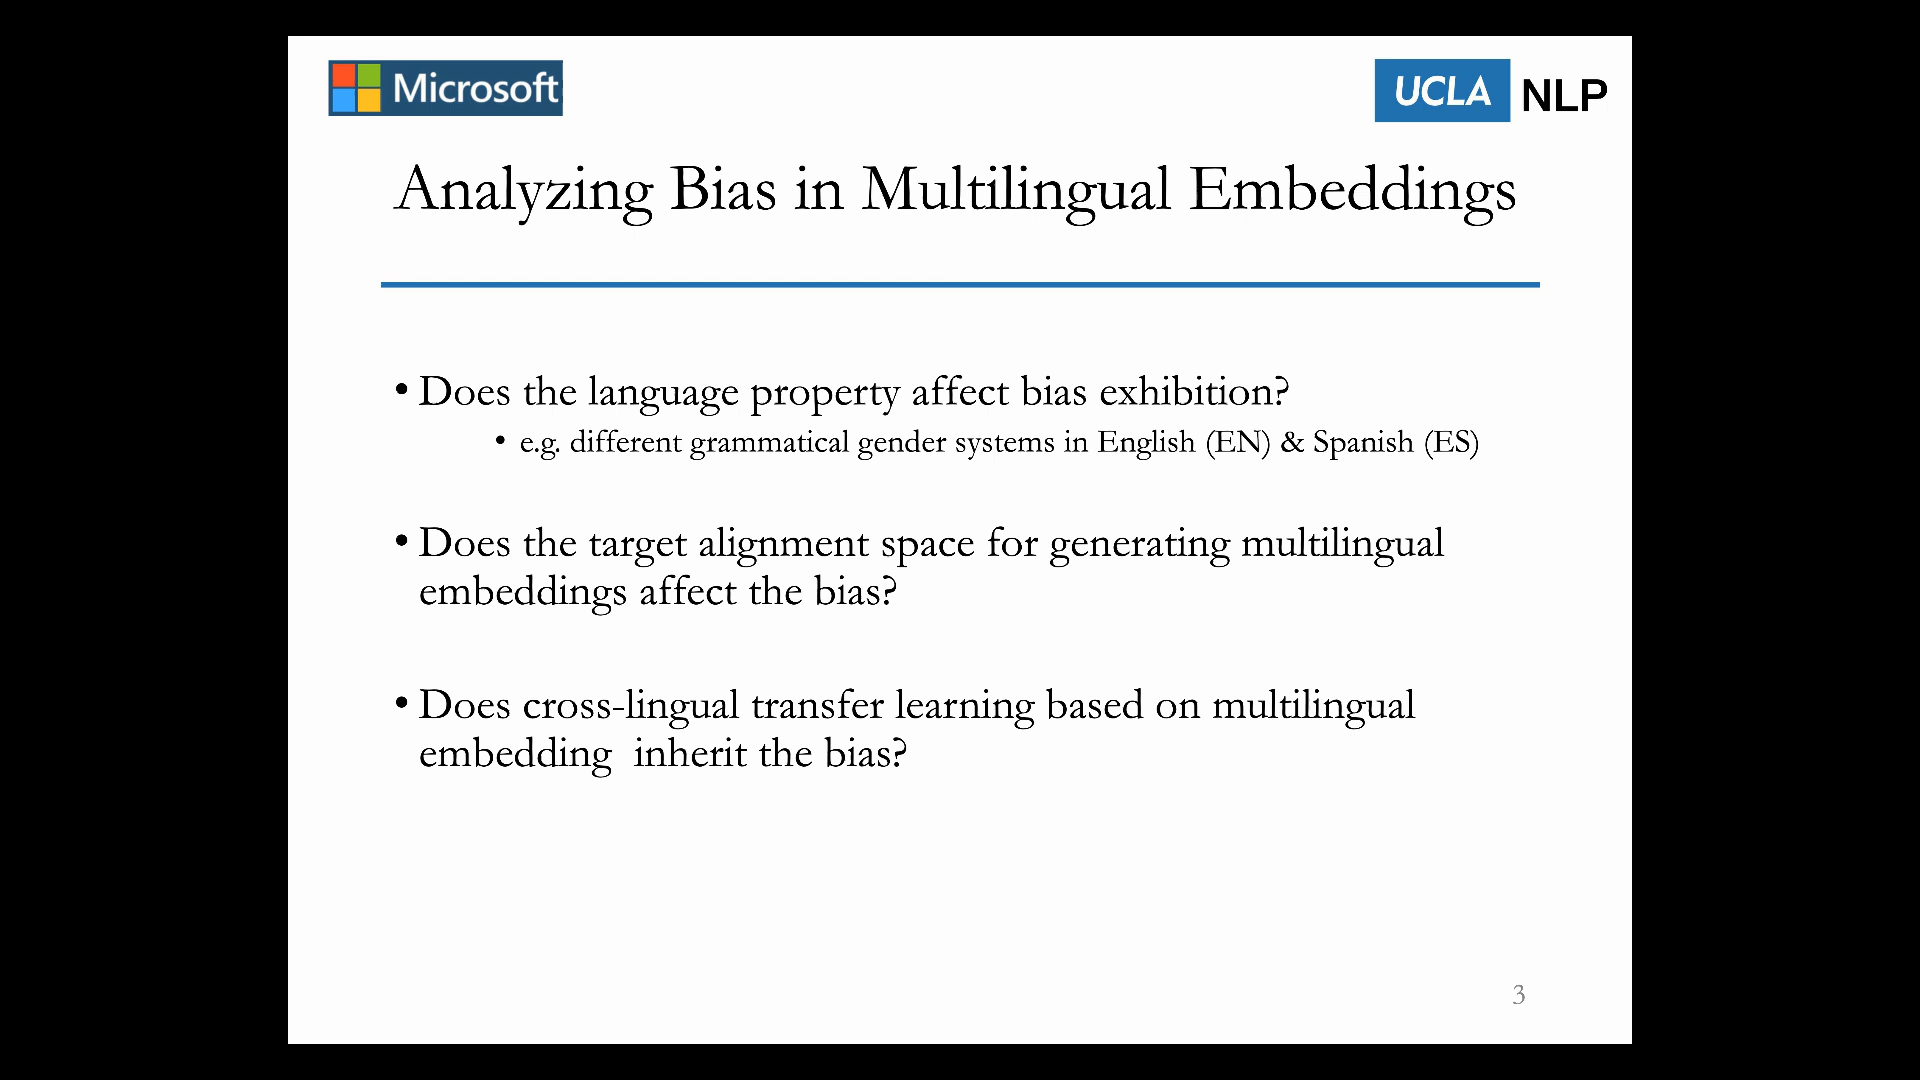 Microsoft
UCLA NLP
Analyzing Bias in Multilingual Embeddings
• Does the language property affect bias exhibition?
• e.g. different grammatical gender systems in English (EN) & Spanish (ES)
• Does the target alignment space for generating multilingual
embeddings affect the bias?
• Does cross-lingual transfer learning based on multilingual
embedding  inherit the bias?
3